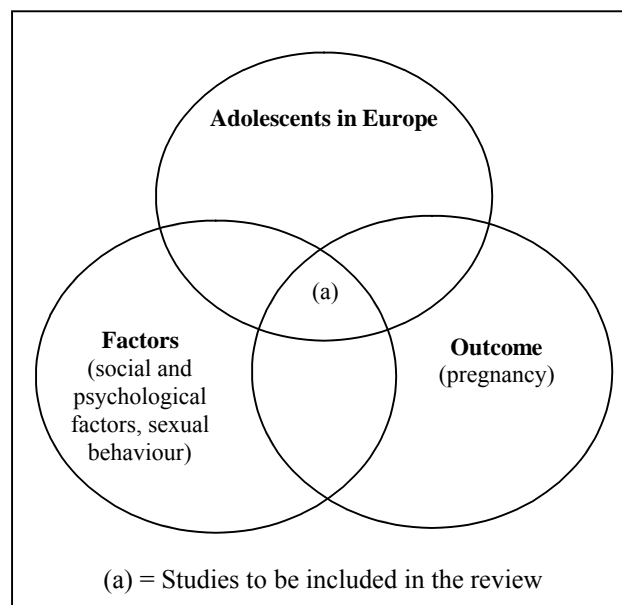 Adolescents in Europe
(a)
Factors
(social and
psychological
factors, sexual
behaviour)
Outcome
(pregnancy)
(a) = Studies to be included in the review